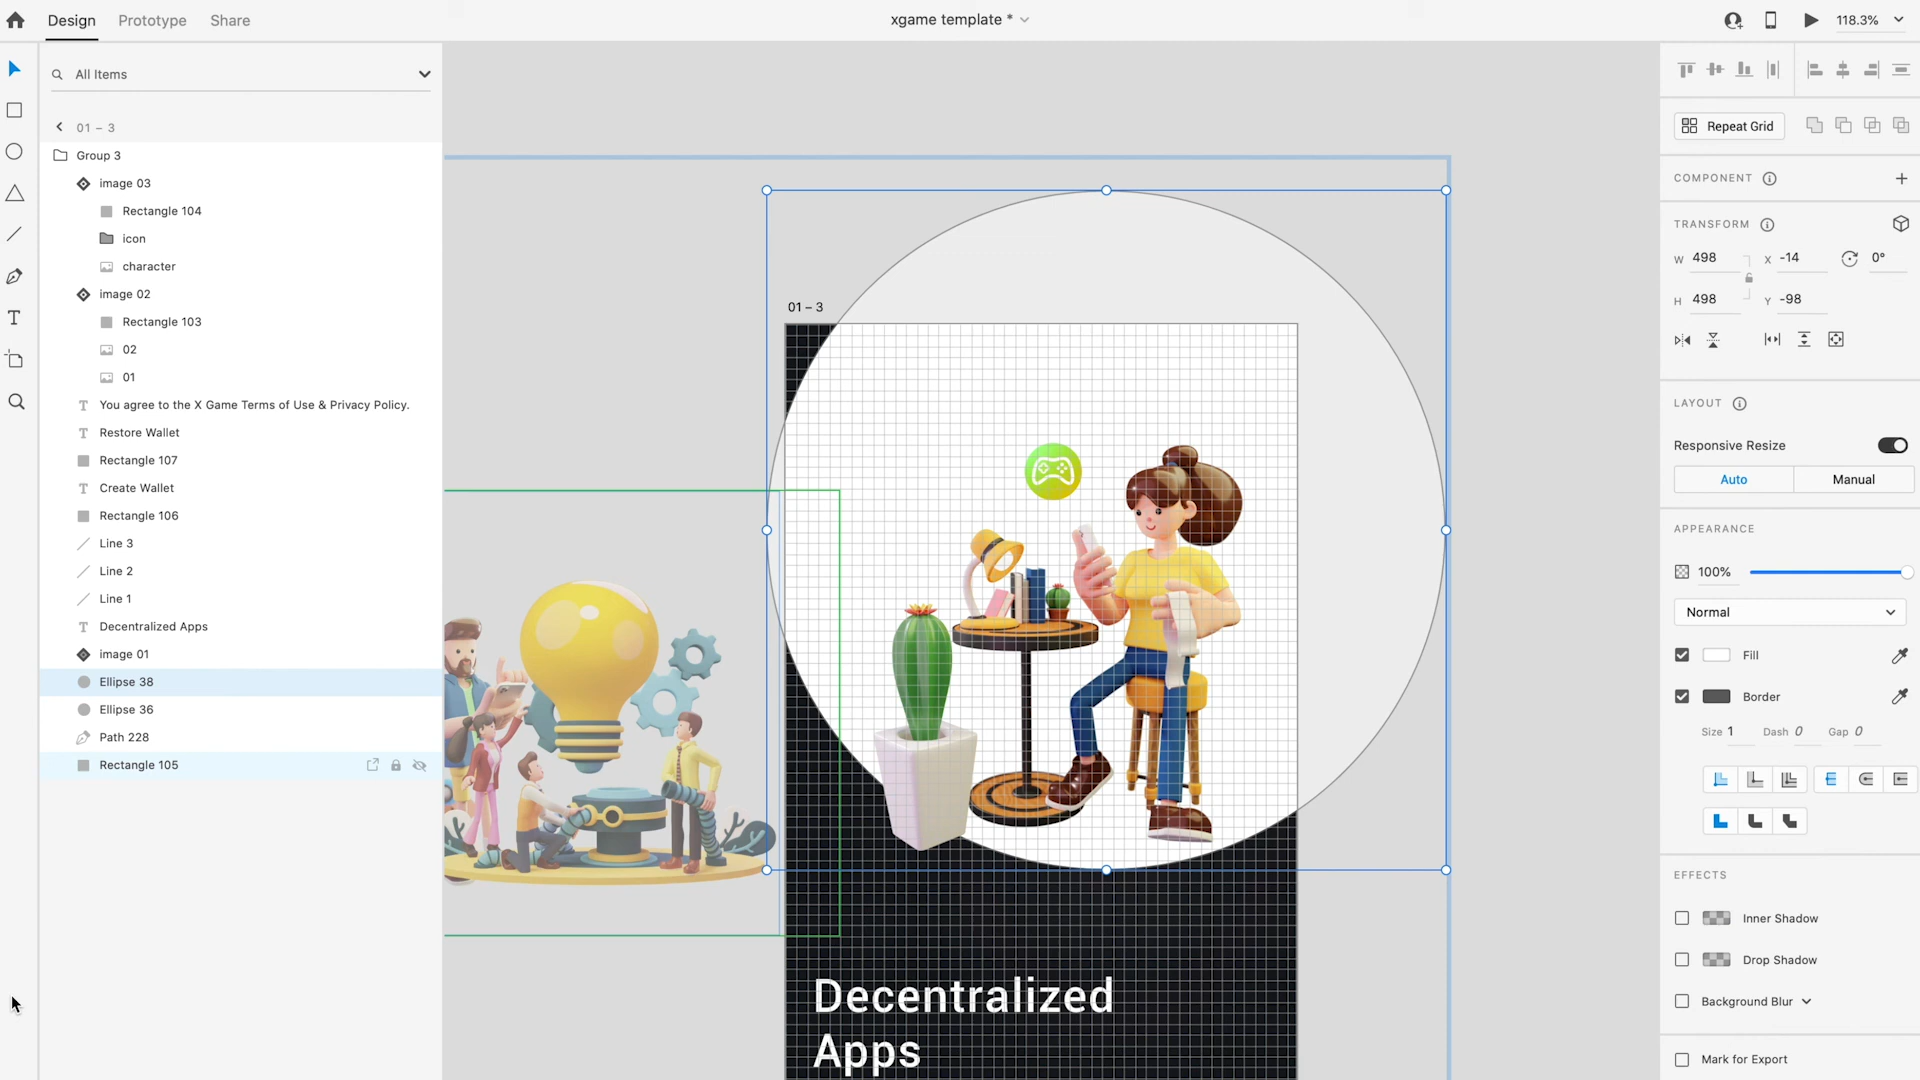 Design
Prototype
Share
xgame template *
118.3%
All Items
01 – 3
Group 3
image 03
Rectangle 104
icon
character
image 02
Rectangle 103
02
01
You agree to the X Game Terms of Use & Privacy Policy.
Restore Wallet
Rectangle 107
Create Wallet
Rectangle 106
Line 3
Line 2
Line 1
Decentralized Apps
image 01
Ellipse 38
Ellipse 36
Path 228
Rectangle 105
01 – 3
Decentralized
Apps
Repeat Grid
COMPONENT
TRANSFORM
W 498
X -14
0°
H 498
Y -98
LAYOUT
Responsive Resize
Auto
Manual
APPEARANCE
100%
Normal
Fill
Border
Size 1
Dash 0
Gap 0
EFFECTS
Inner Shadow
Drop Shadow
Background Blur
Mark for Export